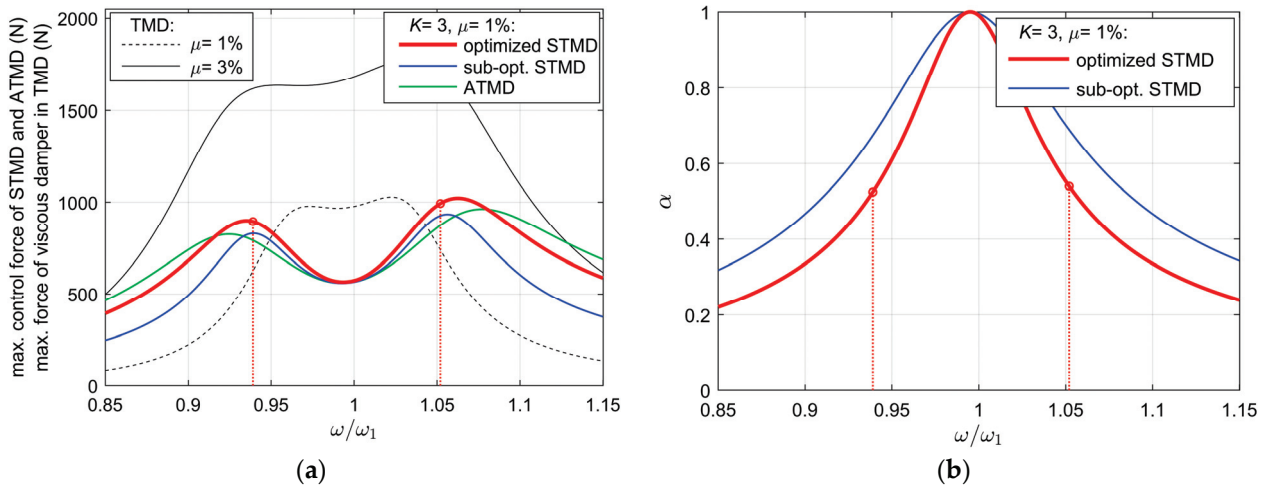 max. control force of STMD and ATMD (N)
max. force of viscous damper in TMD (N)
2000
1500
1000
500
0
TMD:
μ= 1%
μ= 3%
K= 3, μ= 1%:
optimized STMD
sub-opt. STMD
ATMD
0.85
0.9
0.95
1
1.05
1.1
1.15
ω/ω₁
(a)
α
1
0.8
0.6
0.4
0.2
0
K= 3, μ= 1%:
optimized STMD
sub-opt. STMD
0.85
0.9
0.95
1
1.05
1.1
1.15
ω/ω₁
(b)